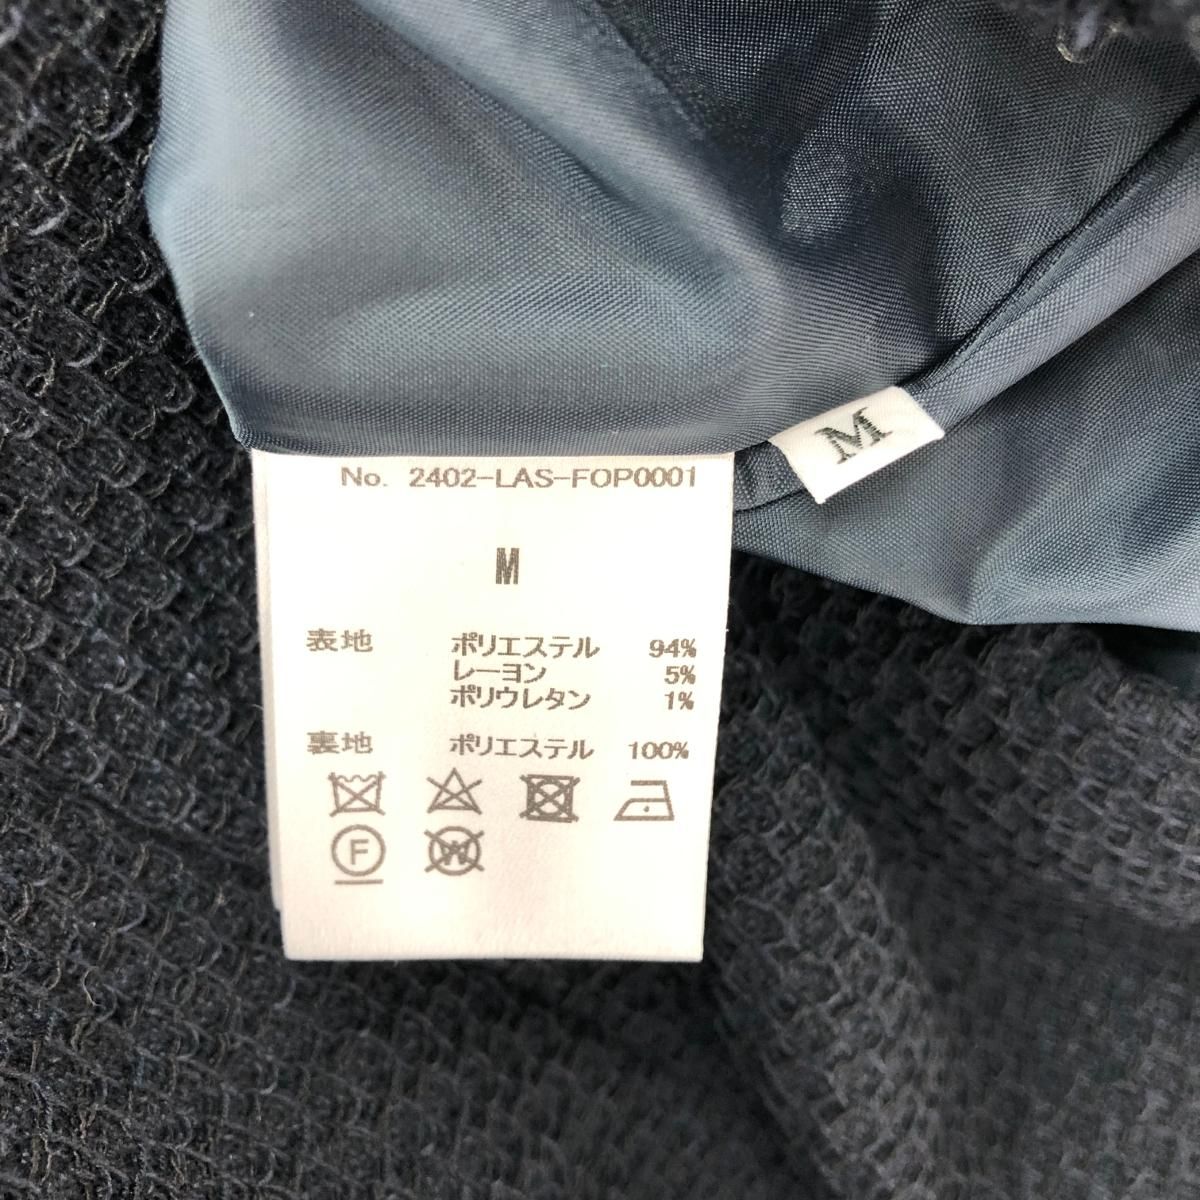 M
No. 2402-LAS-FOP0001
M
表地 ポリエステル 94%
レーヨン 5%
ポリウレタン 1%
裏地 ポリエステル 100%
F W